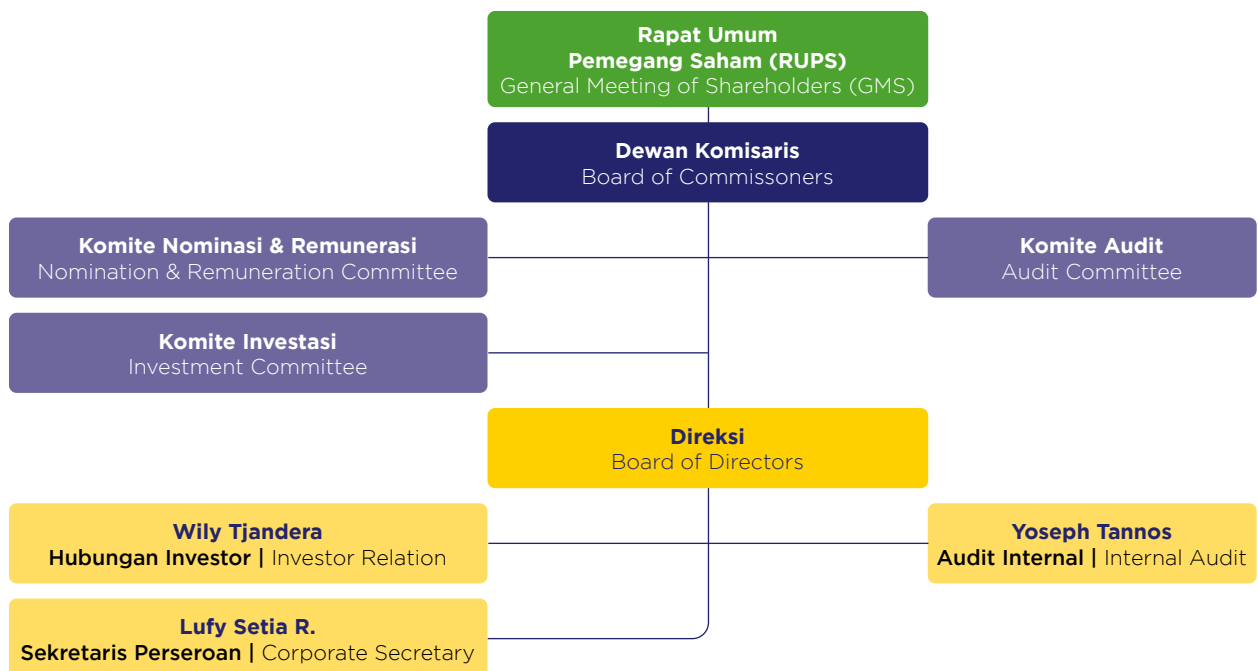 Rapat Umum
Pemegang Saham (RUPS)
General Meeting of Shareholders (GMS)
Dewan Komisaris
Board of Commissoners
Komite Nominasi & Remunerasi
Nomination & Remuneration Committee
Komite Audit
Audit Committee
Komite Investasi
Investment Committee
Direksi
Board of Directors
Wily Tjandera
Hubungan Investor | Investor Relation
Yoseph Tannos
Audit Internal | Internal Audit
Lufy Setia R.
Sekretaris Perseroan | Corporate Secretary